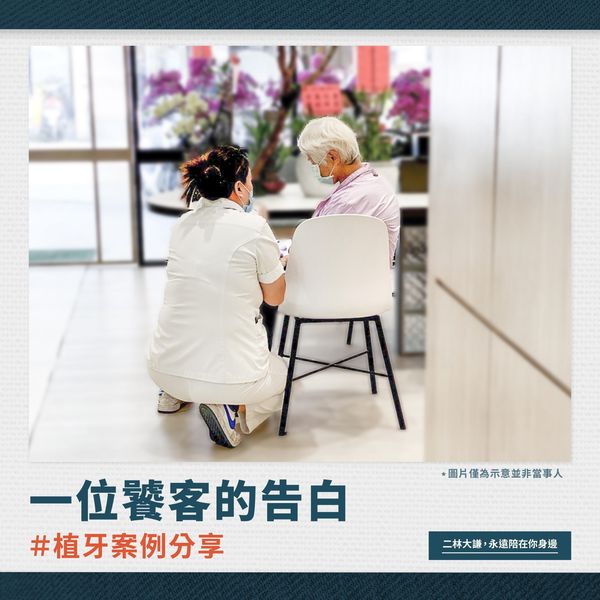 *圖片僅為示意並非當事人
一位饕客的告白
#植牙案例分享
二林大謙，永遠陪在你身邊